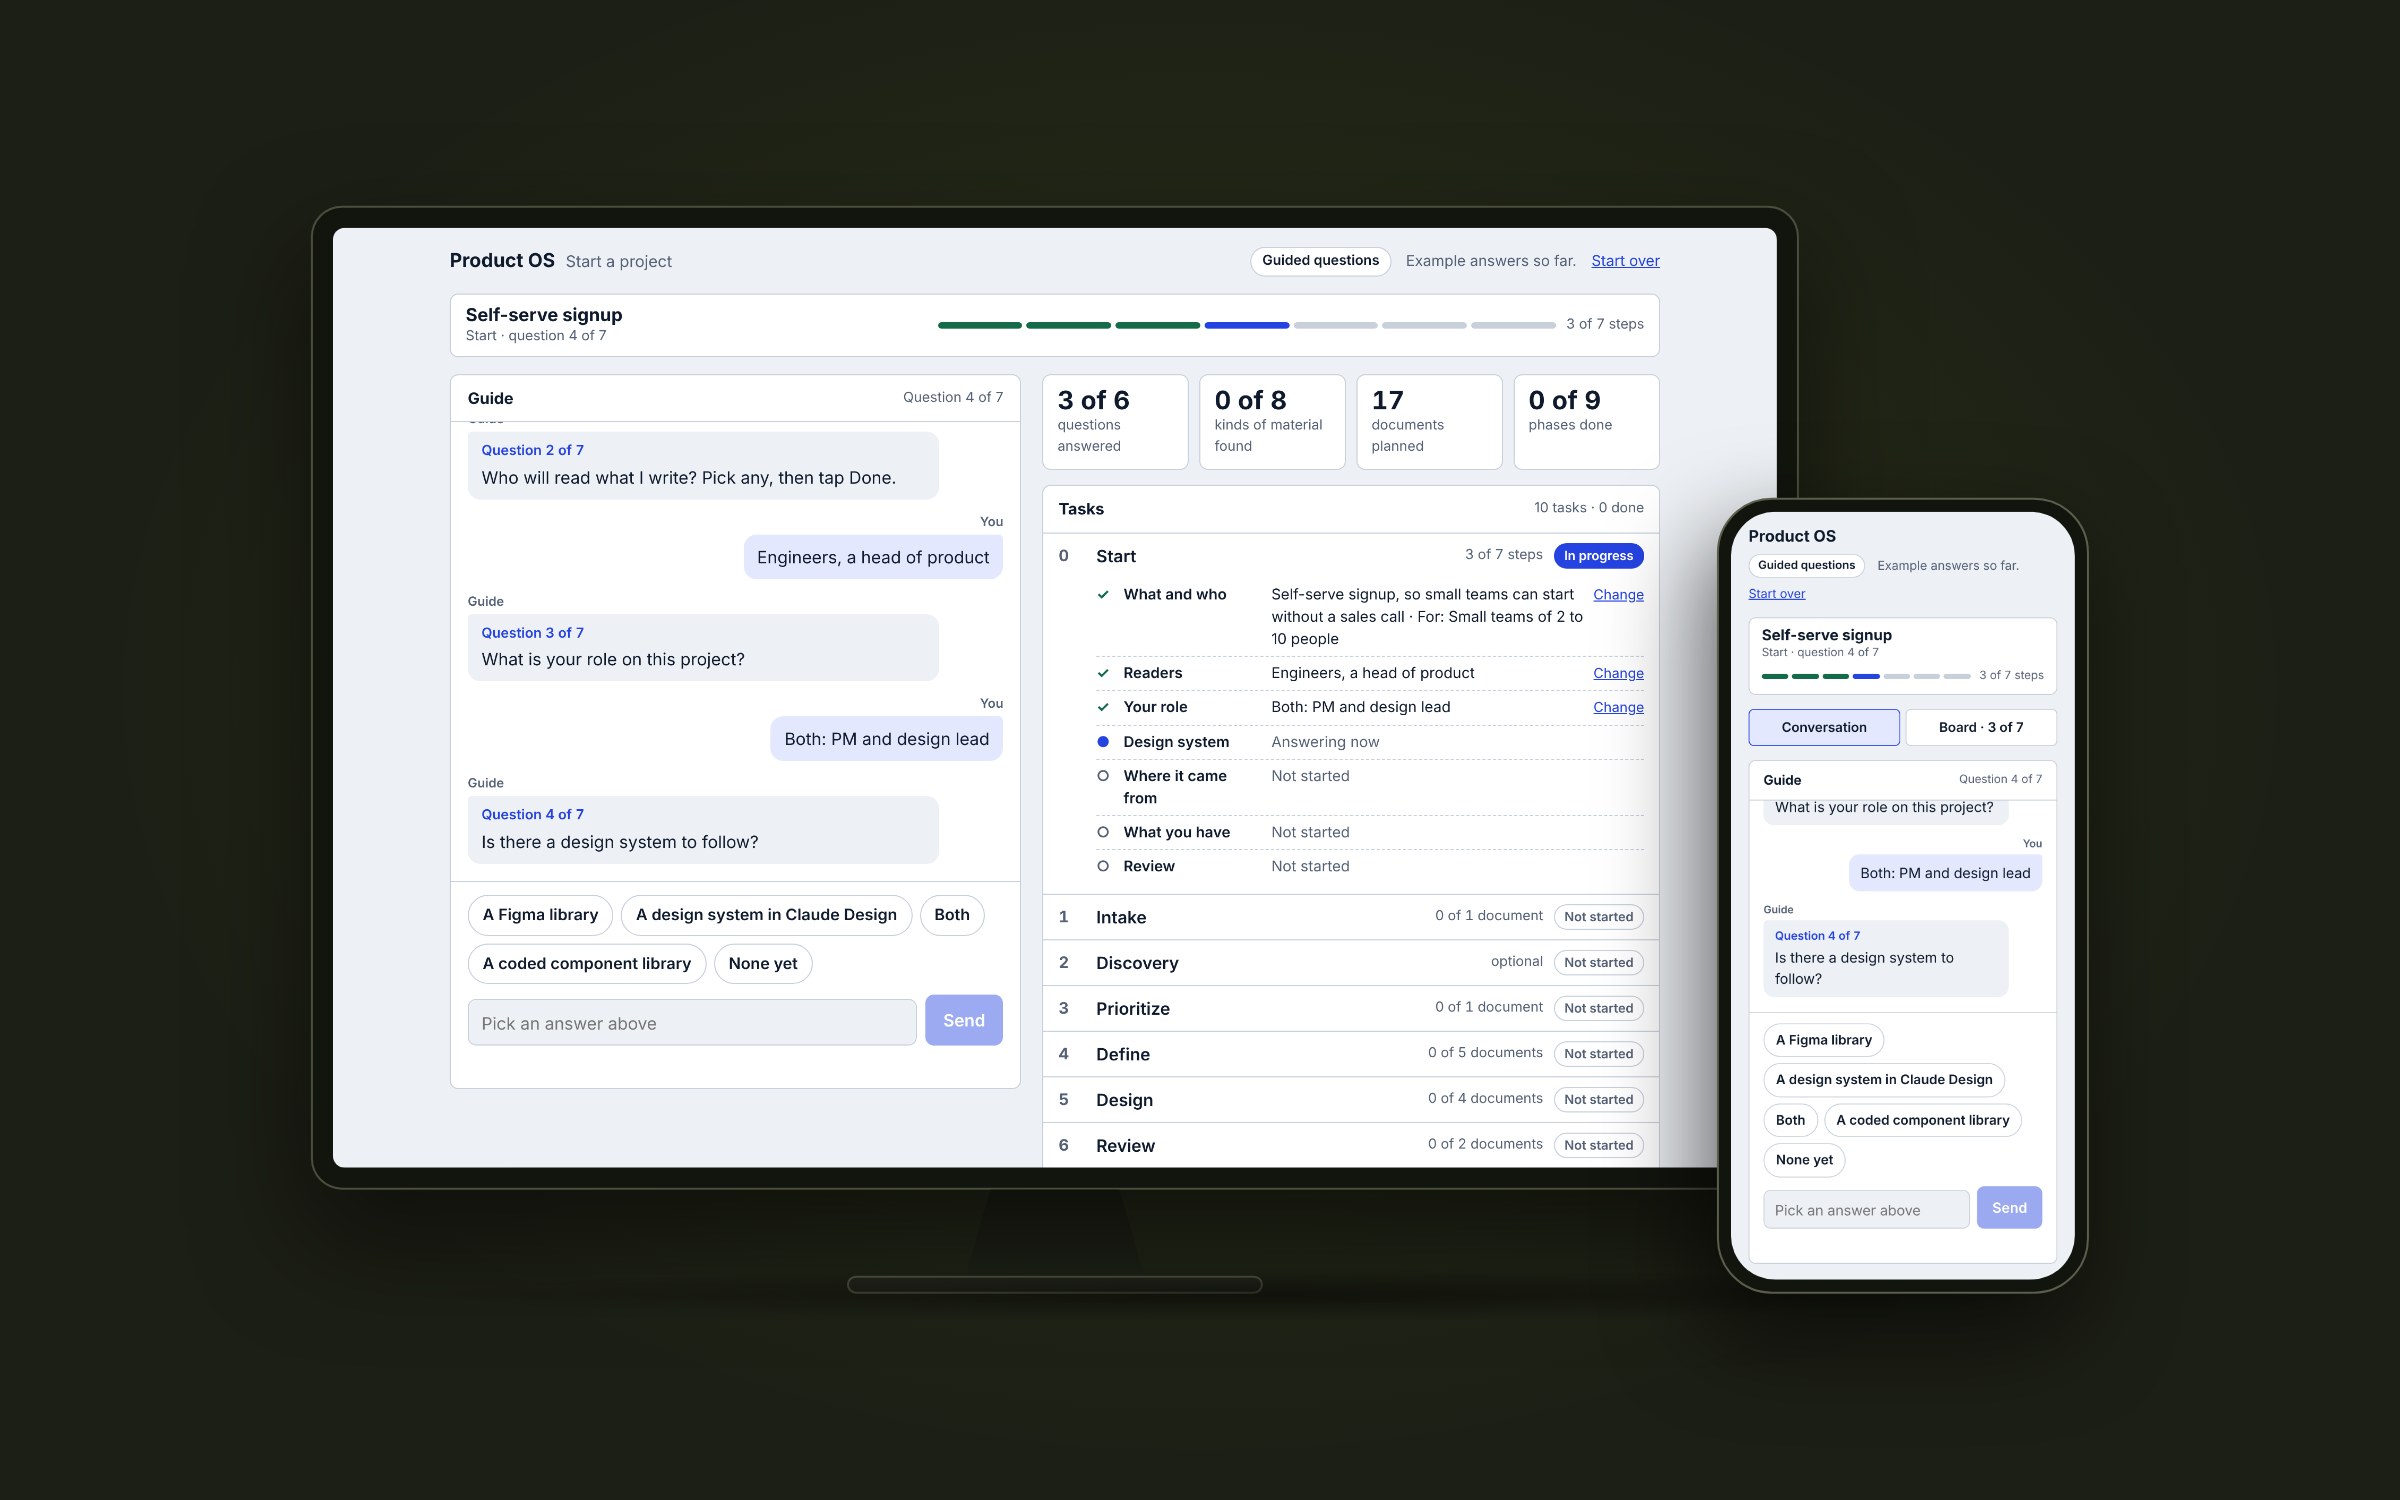 Product OS Start a project
Guided questions Example answers so far. Start over
Self-serve signup
Start · question 4 of 7
3 of 7 steps
Guide Question 4 of 7
Question 2 of 7
Who will read what I write? Pick any, then tap Done.
You
Engineers, a head of product
Guide
Question 3 of 7
What is your role on this project?
You
Both: PM and design lead
Guide
Question 4 of 7
Is there a design system to follow?
A Figma library A design system in Claude Design Both
A coded component library None yet
Pick an answer above Send
3 of 6
questions
answered
0 of 8
kinds of material
found
17
documents
planned
0 of 9
phases done
Tasks 10 tasks · 0 done
0 Start 3 of 7 steps In progress
What and who Self-serve signup, so small teams can start Change
without a sales call · For: Small teams of 2 to
10 people
Readers Engineers, a head of product Change
Your role Both: PM and design lead Change
Design system Answering now
Where it came Not started
from
What you have Not started
Review Not started
1 Intake 0 of 1 document Not started
2 Discovery optional Not started
3 Prioritize 0 of 1 document Not started
4 Define 0 of 5 documents Not started
5 Design 0 of 4 documents Not started
6 Review 0 of 2 documents Not started
Product OS
Guided questions Example answers so far.
Start over
Self-serve signup
Start · question 4 of 7
3 of 7 steps
Conversation Board · 3 of 7
Guide Question 4 of 7
What is your role on this project?
You
Both: PM and design lead
Guide
Question 4 of 7
Is there a design system to
follow?
A Figma library
A design system in Claude Design
Both A coded component library
None yet
Pick an answer above Send